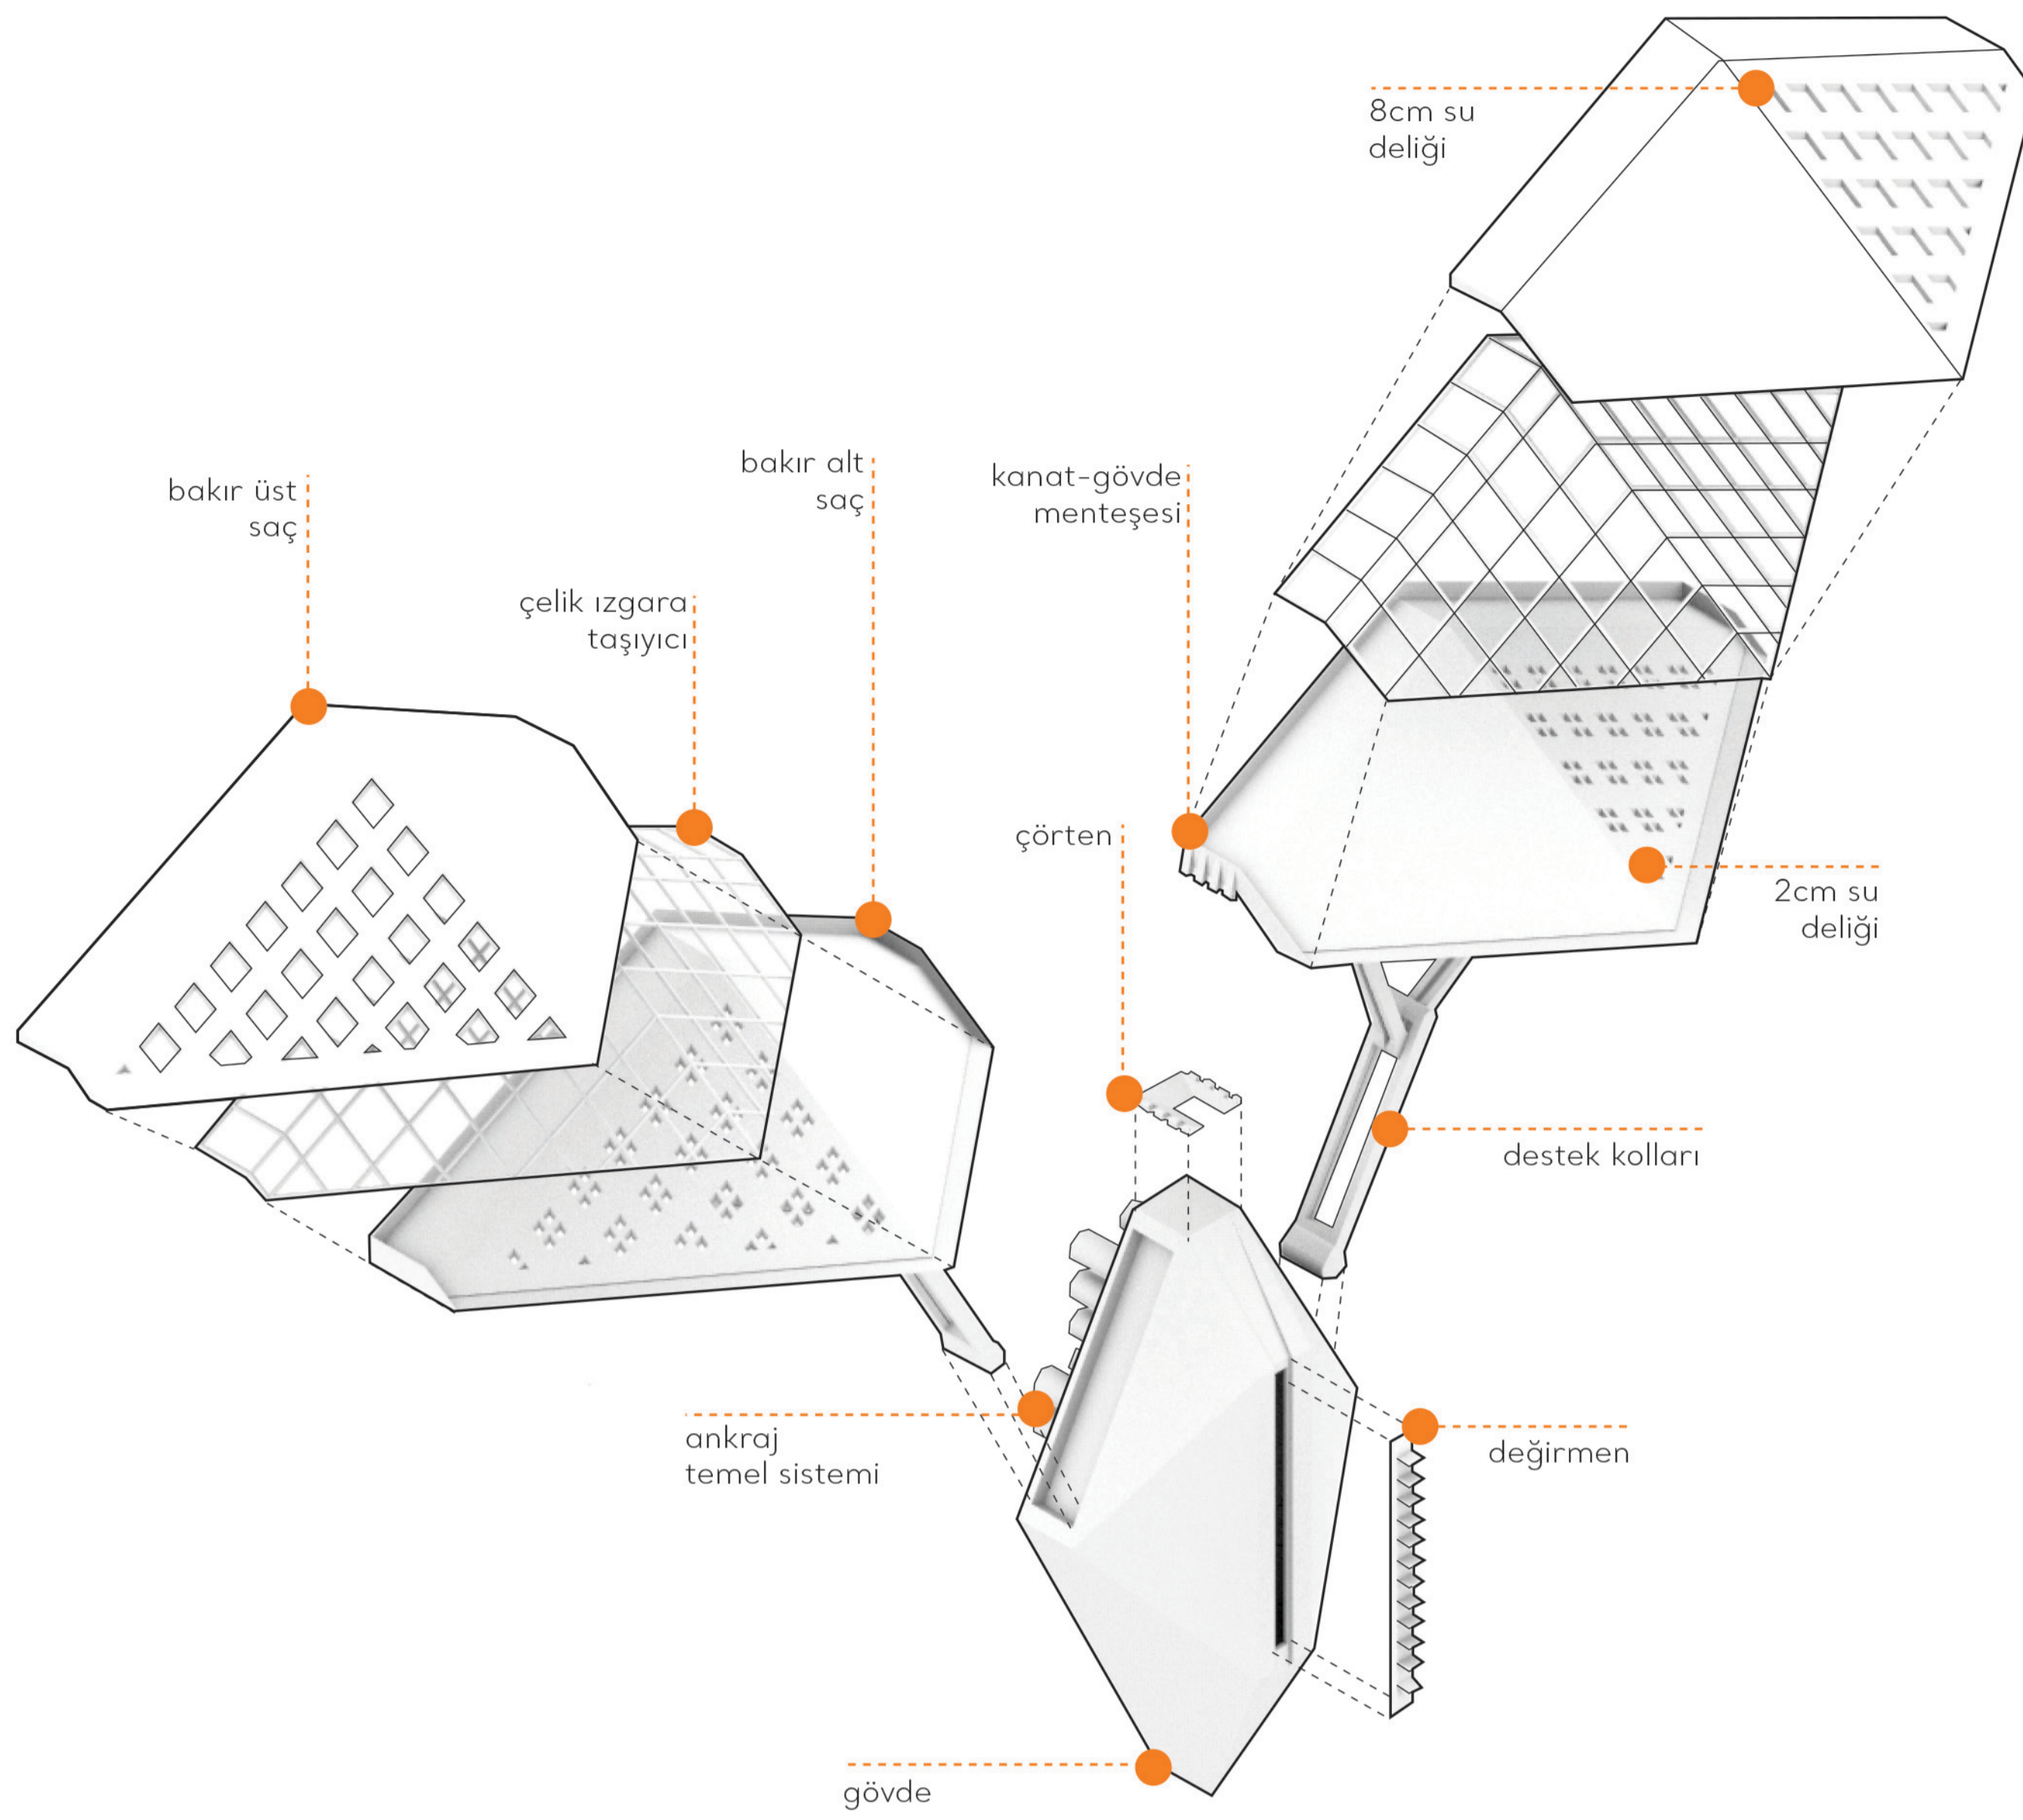 8cm su
deliği
bakır üst
saç
bakır alt
saç
kanat-gövde
menteşesi
çelik ızgara
taşıyıcı
çörten
2cm su
deliği
destek kolları
ankraj
temel sistemi
değirmen
gövde